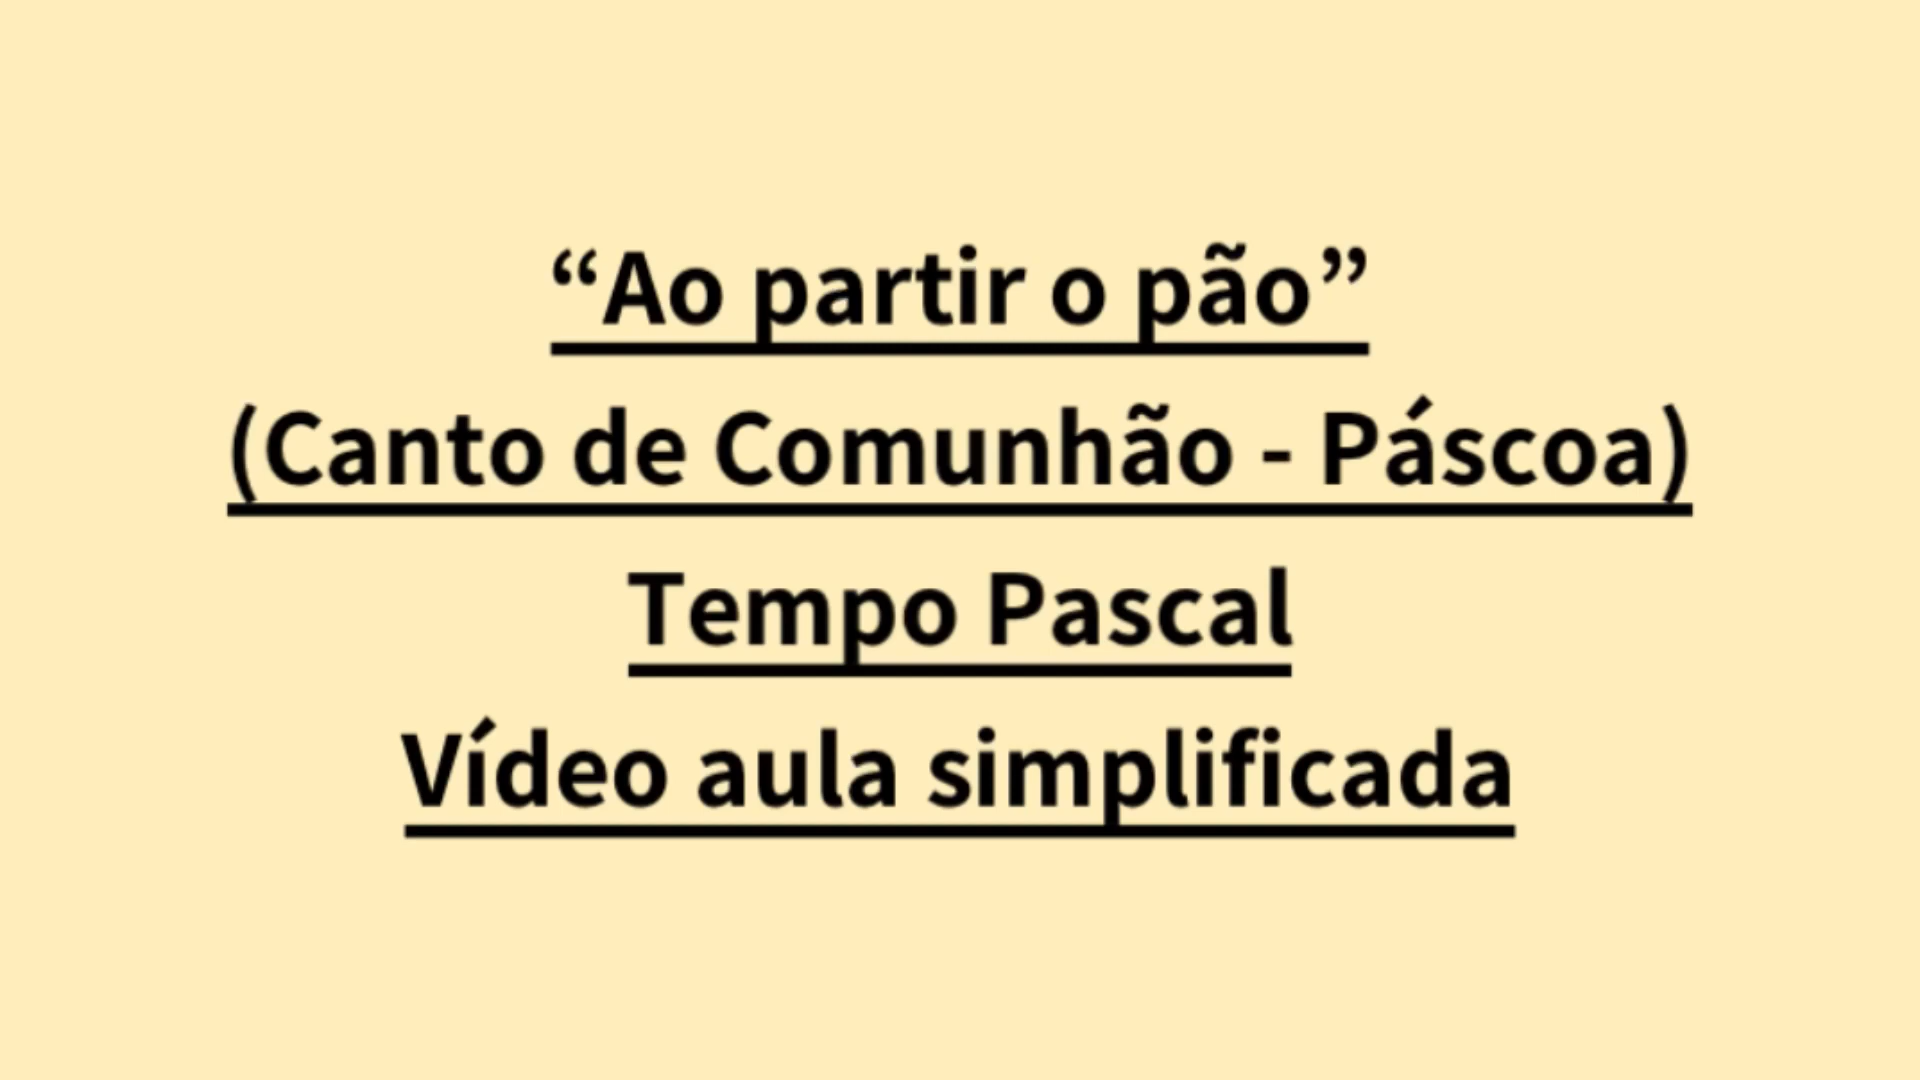 “Ao partir o pão”
(Canto de Comunhão - Páscoa)
Tempo Pascal
Vídeo aula simplificada